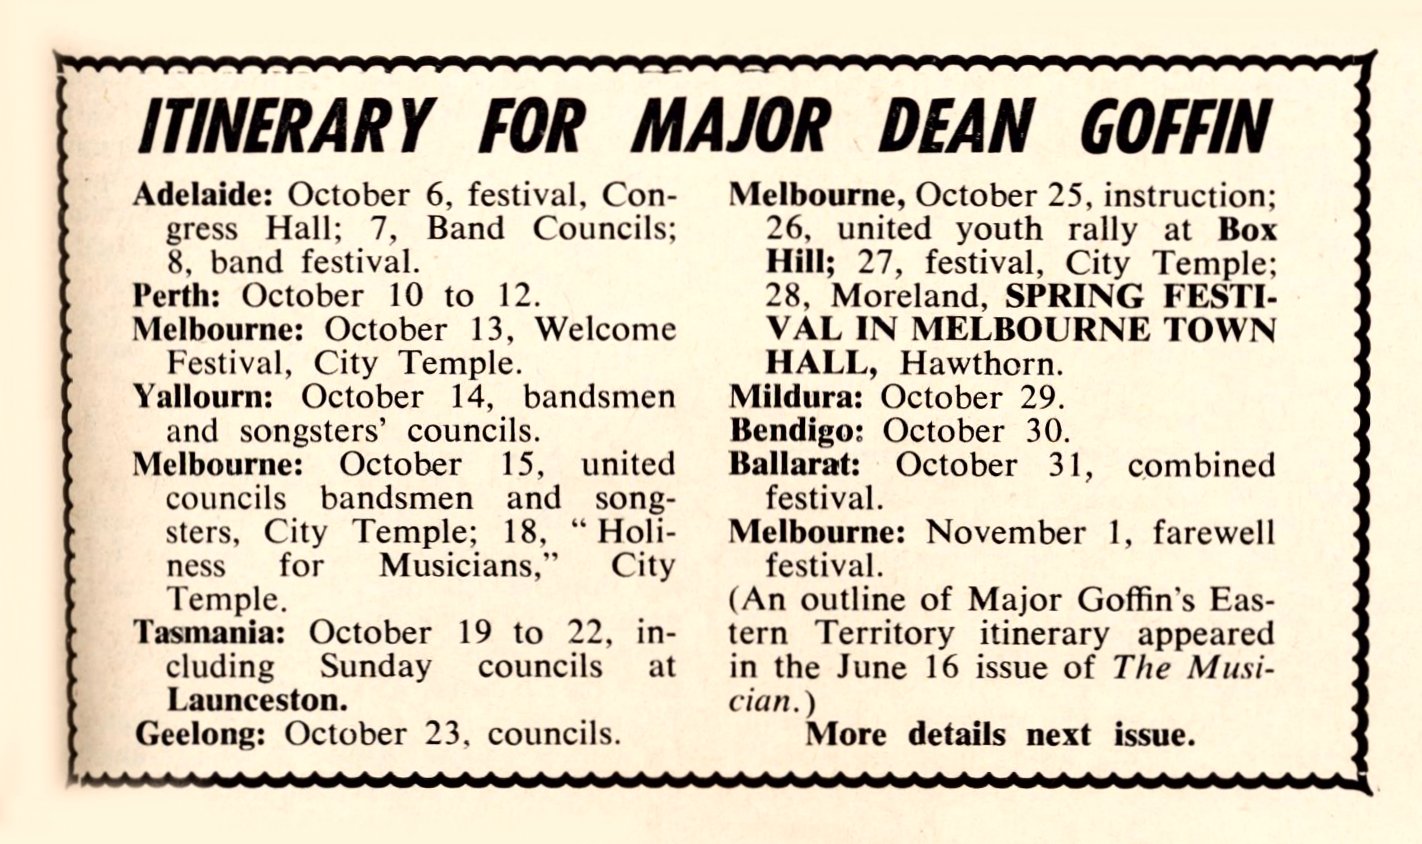 ITINERARY FOR MAJOR DEAN GOFFIN
Adelaide: October 6, festival, Con-
gress Hall; 7, Band Councils;
8, band festival.
Perth: October 10 to 12.
Melbourne: October 13, Welcome
Festival, City Temple.
Yallourn: October 14, bandsmen
and songsters' councils.
Melbourne: October 15, united
councils bandsmen and song-
sters, City Temple; 18, “ Holi-
ness for Musicians,” City
Temple.
Tasmania: October 19 to 22, in-
cluding Sunday councils at
Launceston.
Geelong: October 23, councils.
Melbourne, October 25, instruction;
26, united youth rally at Box
Hill; 27, festival, City Temple;
28, Moreland, SPRING FESTI-
VAL IN MELBOURNE TOWN
HALL, Hawthorn.
Mildura: October 29.
Bendigo: October 30.
Ballarat: October 31, combined
festival.
Melbourne: November 1, farewell
festival.
(An outline of Major Goffin's Eas-
tern Territory itinerary appeared
in the June 16 issue of The Musi-
cian.)
More details next issue.